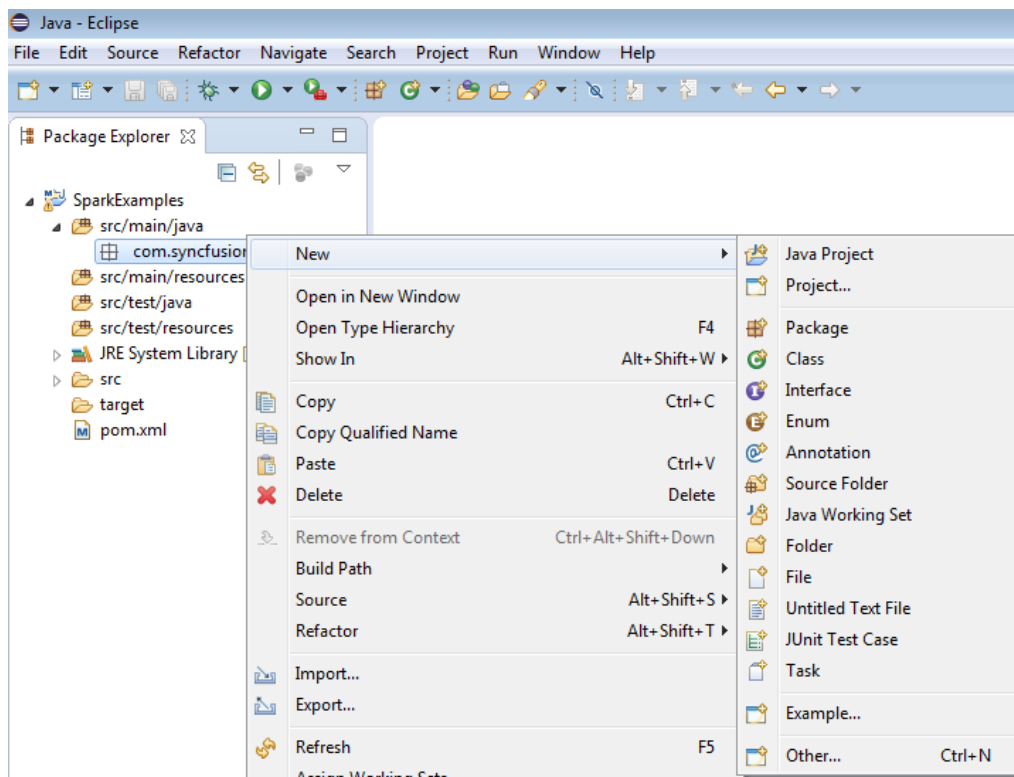 Java - Eclipse
File Edit Source Refactor Navigate Search Project Run Window Help
Package Explorer
SparkExamples
src/main/java
com.syncfusion
src/main/resources
src/test/java
src/test/resources
JRE System Library [
src
target
pom.xml
New
Open in New Window
Open Type Hierarchy F4
Show In Alt+Shift+W
Copy Ctrl+C
Copy Qualified Name
Paste Ctrl+V
Delete Delete
Remove from Context Ctrl+Alt+Shift+Down
Build Path
Source Alt+Shift+S
Refactor Alt+Shift+T
Import...
Export...
Refresh F5
Assign Working Sets
Java Project
Project...
Package
Class
Interface
Enum
Annotation
Source Folder
Java Working Set
Folder
File
Untitled Text File
JUnit Test Case
Task
Example...
Other... Ctrl+N